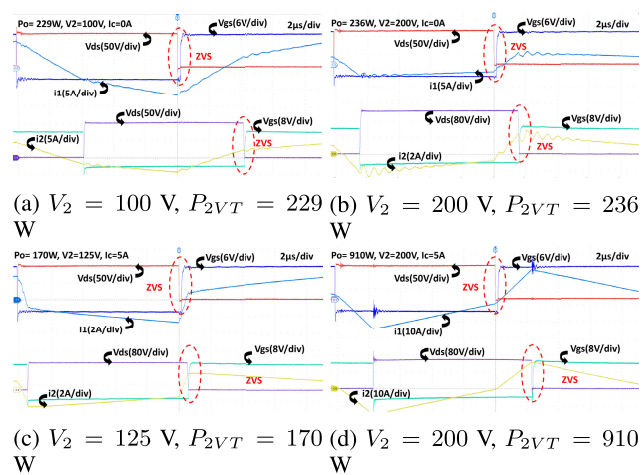 Po= 229W, V2=100V, Ic=0A
Vgs(6V/div)
2μs/div
Vds(50V/div)
ZVS
i1(5A/div)
Vds(50V/div)
Vgs(8V/div)
i2(5A/div)
ZVS
(a) V2 = 100 V, P2VT = 229 W
Po= 236W, V2=200V, Ic=0A
Vgs(6V/div)
2μs/div
Vds(50V/div)
ZVS
i1(5A/div)
Vds(80V/div)
Vgs(8V/div)
i2(2A/div)
ZVS
(b) V2 = 200 V, P2VT = 236 W
Po= 170W, V2=125V, Ic=5A
Vgs(6V/div)
2μs/div
Vds(50V/div)
ZVS
i1(2A/div)
Vds(80V/div)
Vgs(8V/div)
i2(2A/div)
ZVS
(c) V2 = 125 V, P2VT = 170 W
Po= 910W, V2=200V, Ic=5A
Vgs(6V/div)
2μs/div
Vds(50V/div)
ZVS
i1(10A/div)
Vds(80V/div)
Vgs(8V/div)
i2(10A/div)
ZVS
(d) V2 = 200 V, P2VT = 910 W